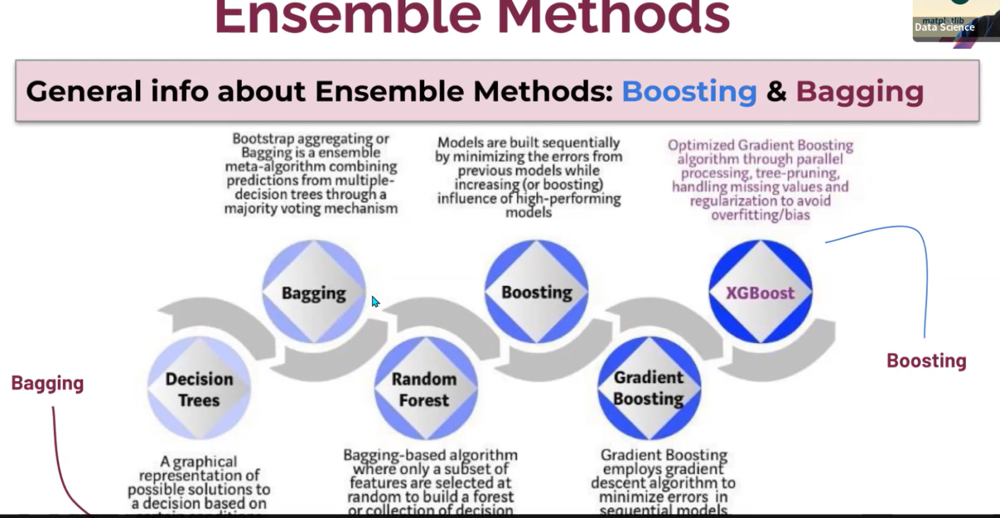 Ensemble Methods
matplotlib
Data Science
General info about Ensemble Methods: Boosting & Bagging
Bootstrap aggregating or
Bagging is a ensemble
meta-algorithm combining
predictions from multiple-
decision trees through a
majority voting mechanism
Models are built sequentially
by minimizing the errors from
previous models while
increasing (or boosting)
influence of high-performing
models
Optimized Gradient Boosting
algorithm through parallel
processing, tree-pruning,
handling missing values and
regularization to avoid
overfitting/bias
Bagging
Boosting
XGBoost
Boosting
Bagging
Decision
Trees
Random
Forest
Gradient
Boosting
A graphical
representation of
possible solutions to
a decision based on
certain conditions
Bagging-based algorithm
where only a subset of
features are selected at
random to build a forest
or collection of decision
Gradient Boosting
employs gradient
descent algorithm to
minimize errors in
sequential models